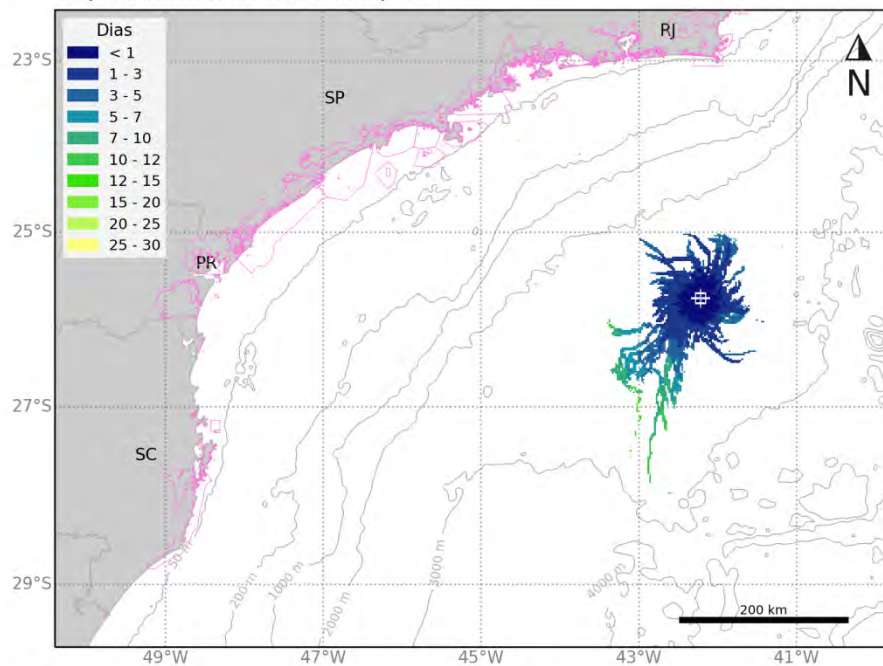 Dias
< 1
1 - 3
3 - 5
5 - 7
7 - 10
10 - 12
12 - 15
15 - 20
20 - 25
25 - 30
RJ
SP
PR
SC
N
23°S
25°S
27°S
29°S
50 m
200 m
1000 m
2000 m
3000 m
4000 m
200 km
49°W
47°W
45°W
43°W
41°W